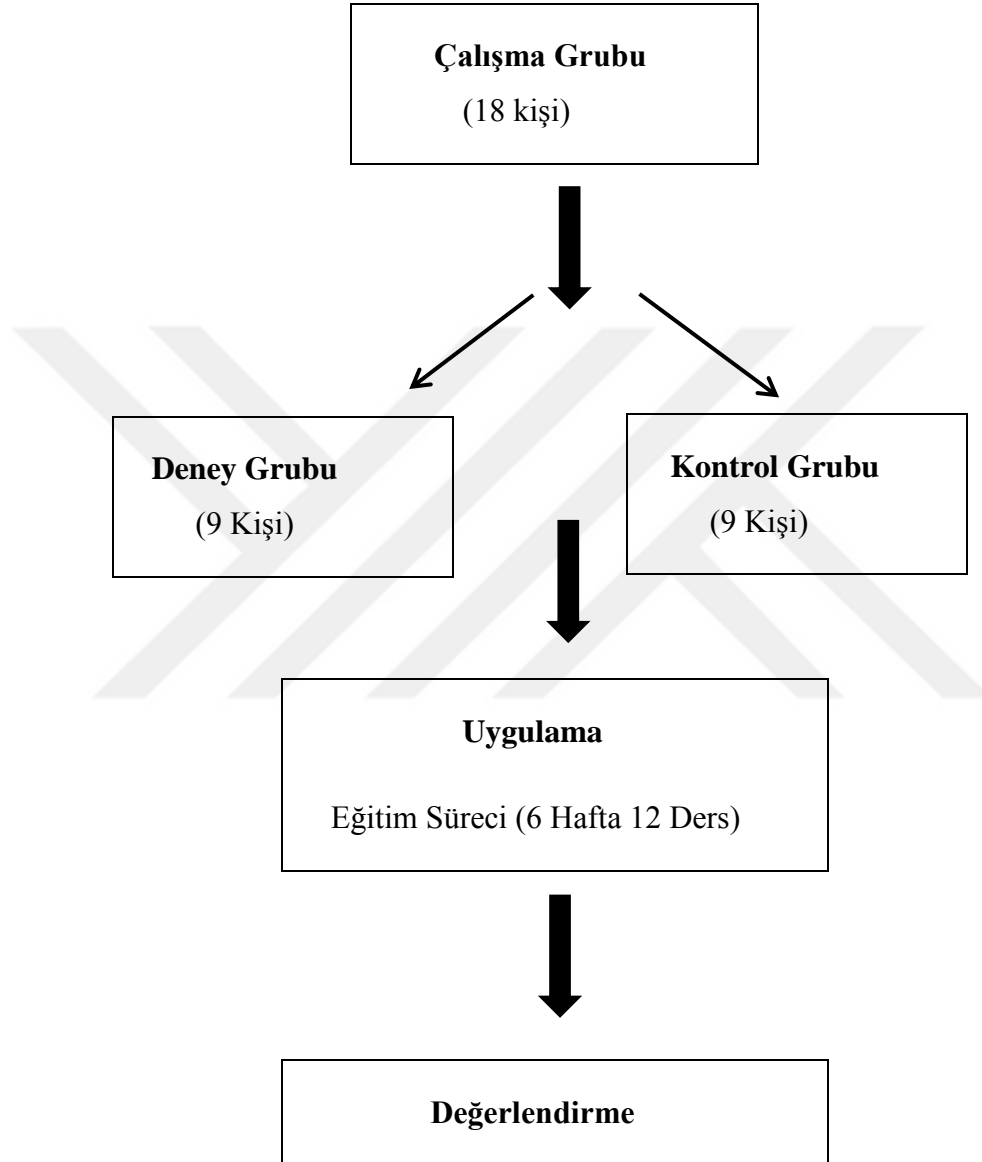 Çalışma Grubu
(18 kişi)
Deney Grubu
(9 Kişi)
Kontrol Grubu
(9 Kişi)
Uygulama
Eğitim Süreci (6 Hafta 12 Ders)
Değerlendirme